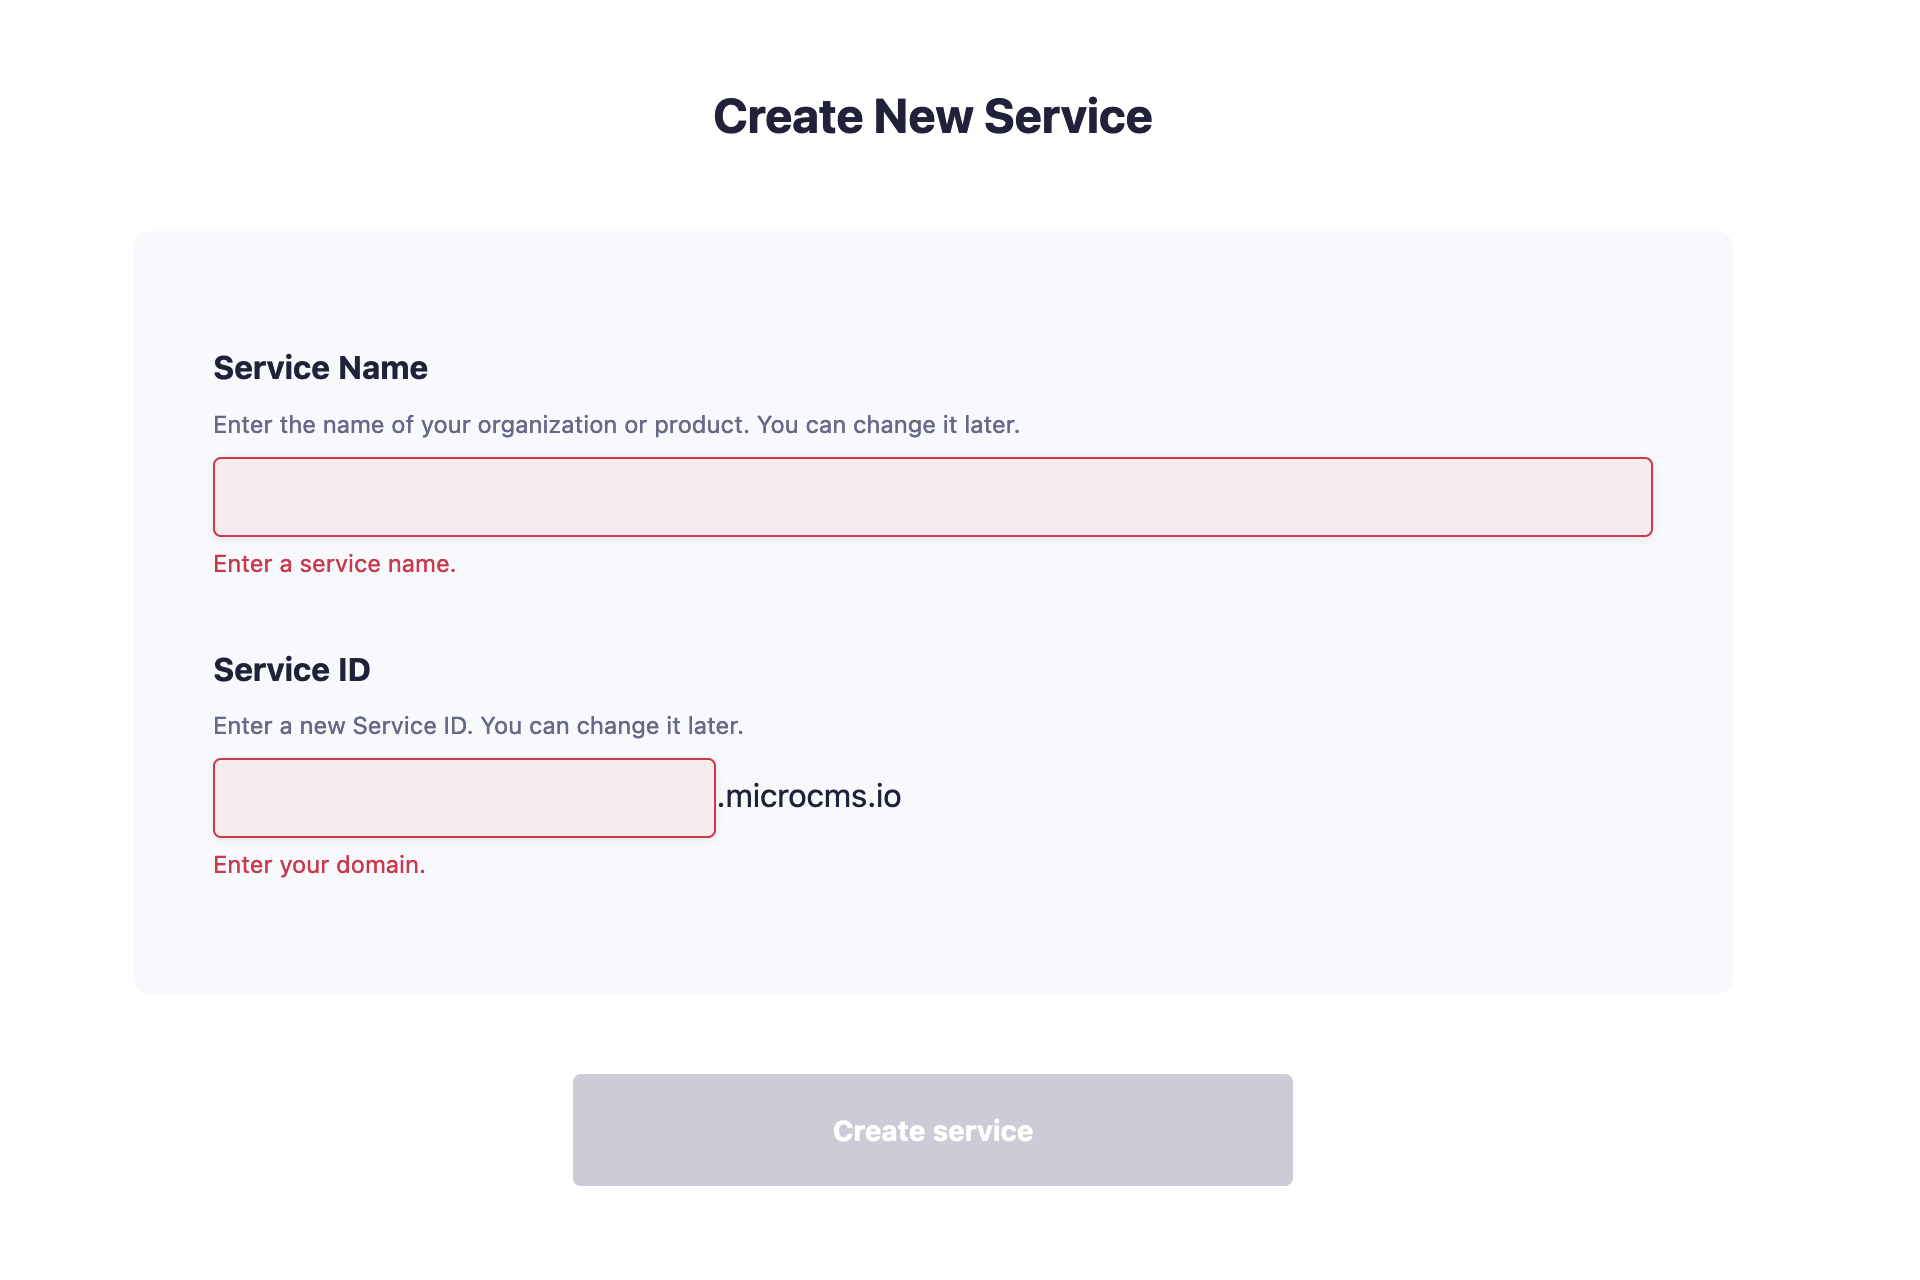 Create New Service
Service Name
Enter the name of your organization or product. You can change it later.
Enter a service name.
Service ID
Enter a new Service ID. You can change it later.
.microcms.io
Enter your domain.
Create service